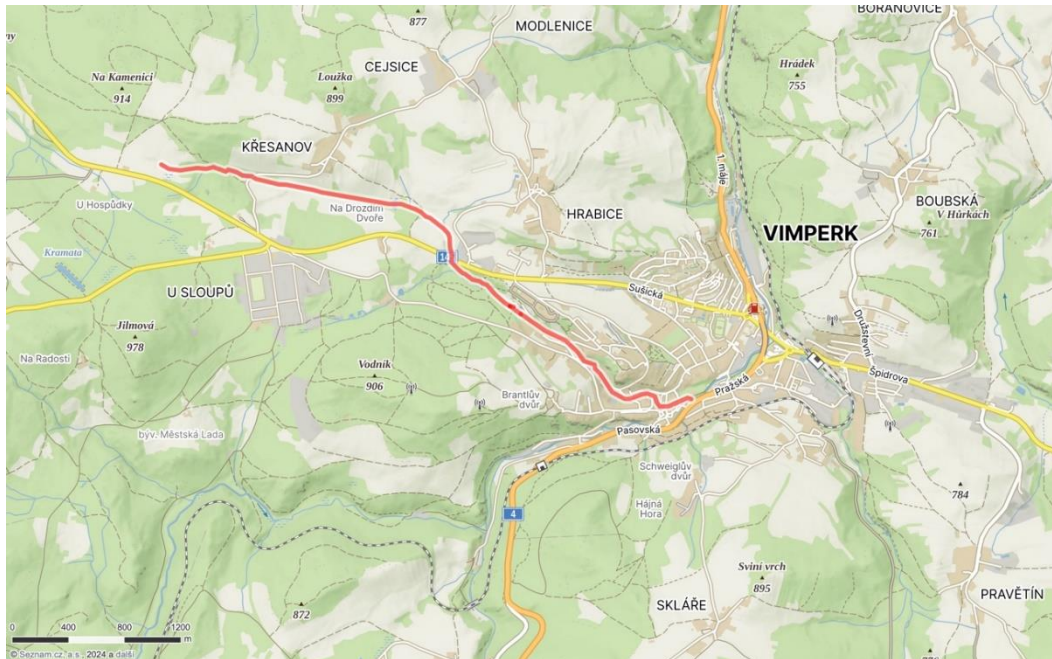 877
MODLENICE
BORANOVICE
Na Kamenici
914
Loužka
899
CEJSICE
Hrádek
755
KŘESANOV
1. máje
U Hospůdky
Na Drozdím
Dvoře
HRABICE
BOUBSKÁ
V Hůrkách
761
VIMPERK
Kramata
U SLOUPŮ
Sušická
Jilmová
978
Družstevní
Na Radosti
Vodník
906
Špidrova
Brantlův
dvůr
Pražská
Pasovská
býv. Městská Lada
Schweiglův
dvůr
Hájná
Hora
784
4
Sviní vrch
895
872
SKLÁŘE
PRAVĚTÍN
0 400 800 1200
m
© Seznam.cz, a.s., 2024 a další